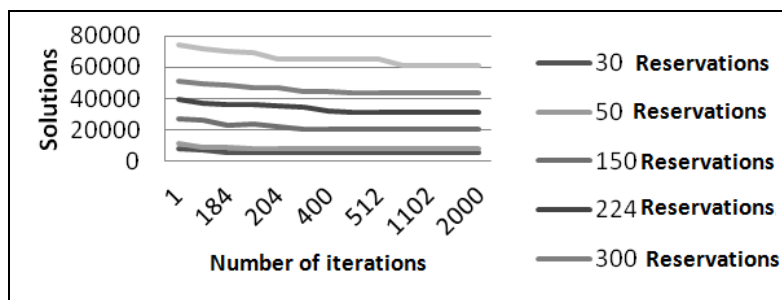 80000
60000
40000
20000
0
Solutions
1
184
204
400
512
1102
2000
Number of iterations
30 Reservations
50 Reservations
150 Reservations
224 Reservations
300 Reservations